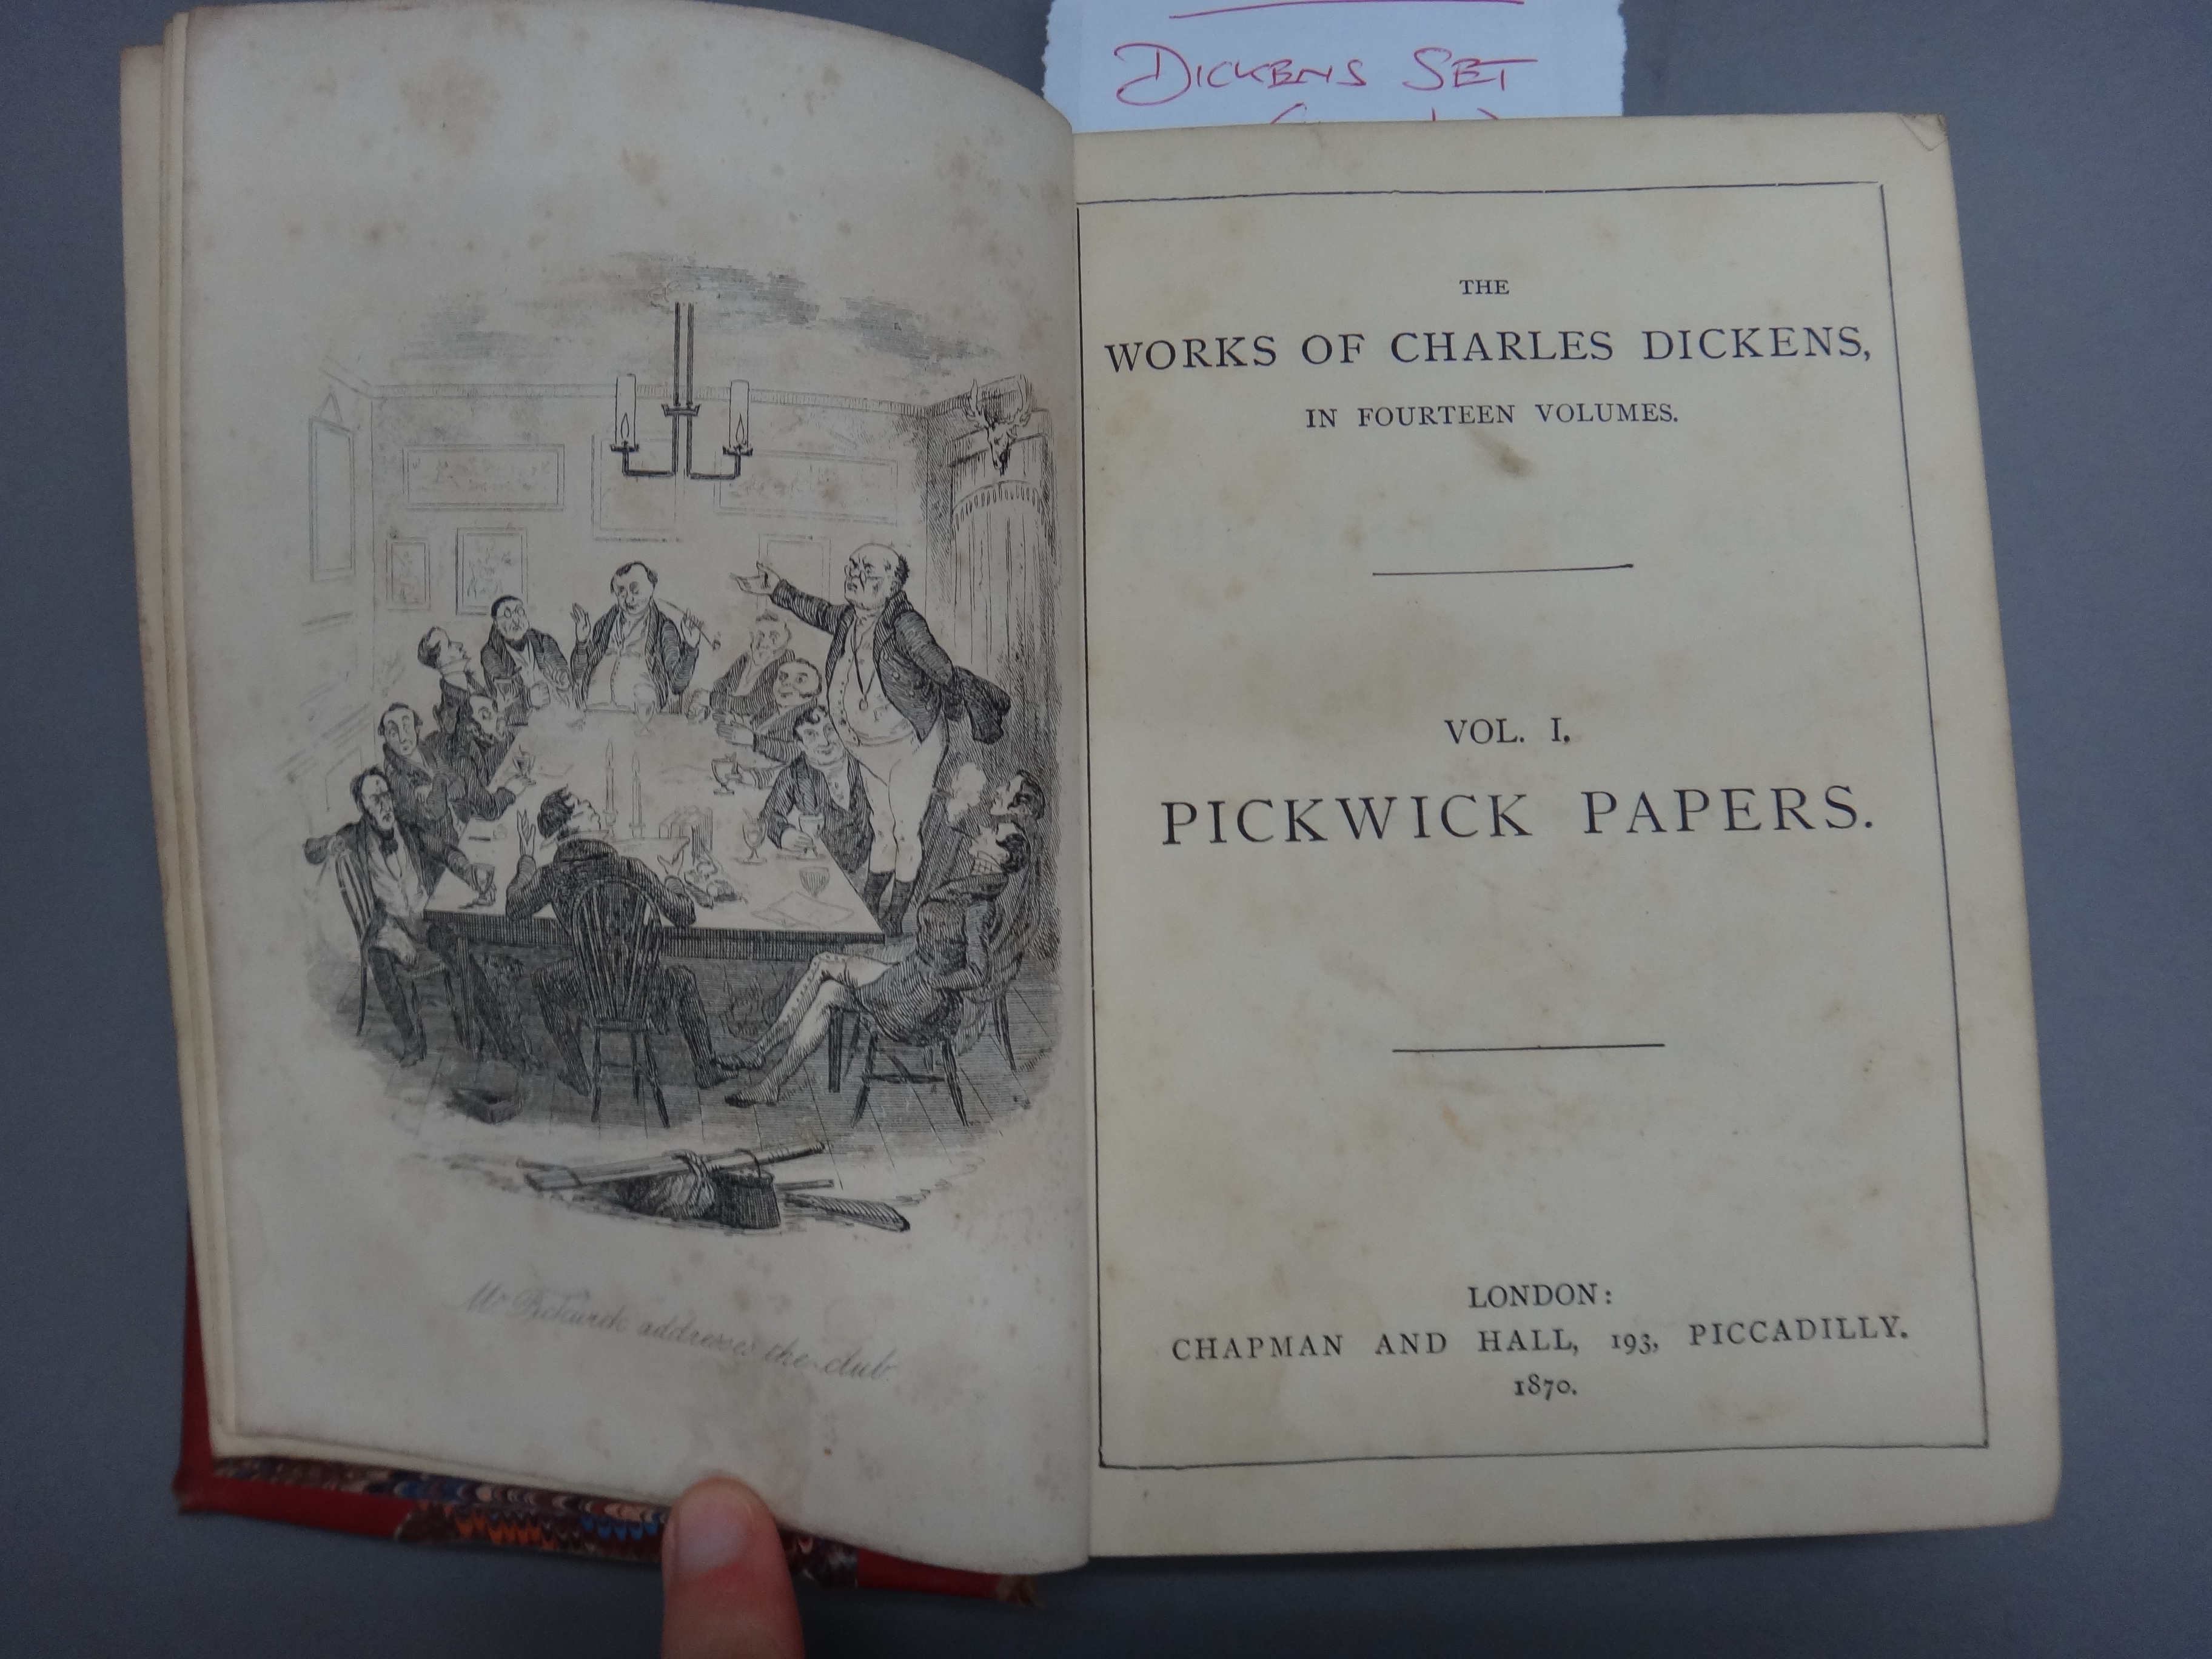 DICKENS SET
Mr Pickwick addresses the club
THE
WORKS OF CHARLES DICKENS,
IN FOURTEEN VOLUMES.
VOL. I.
PICKWICK PAPERS.
LONDON:
CHAPMAN AND HALL, 193, PICCADILLY.
1870.